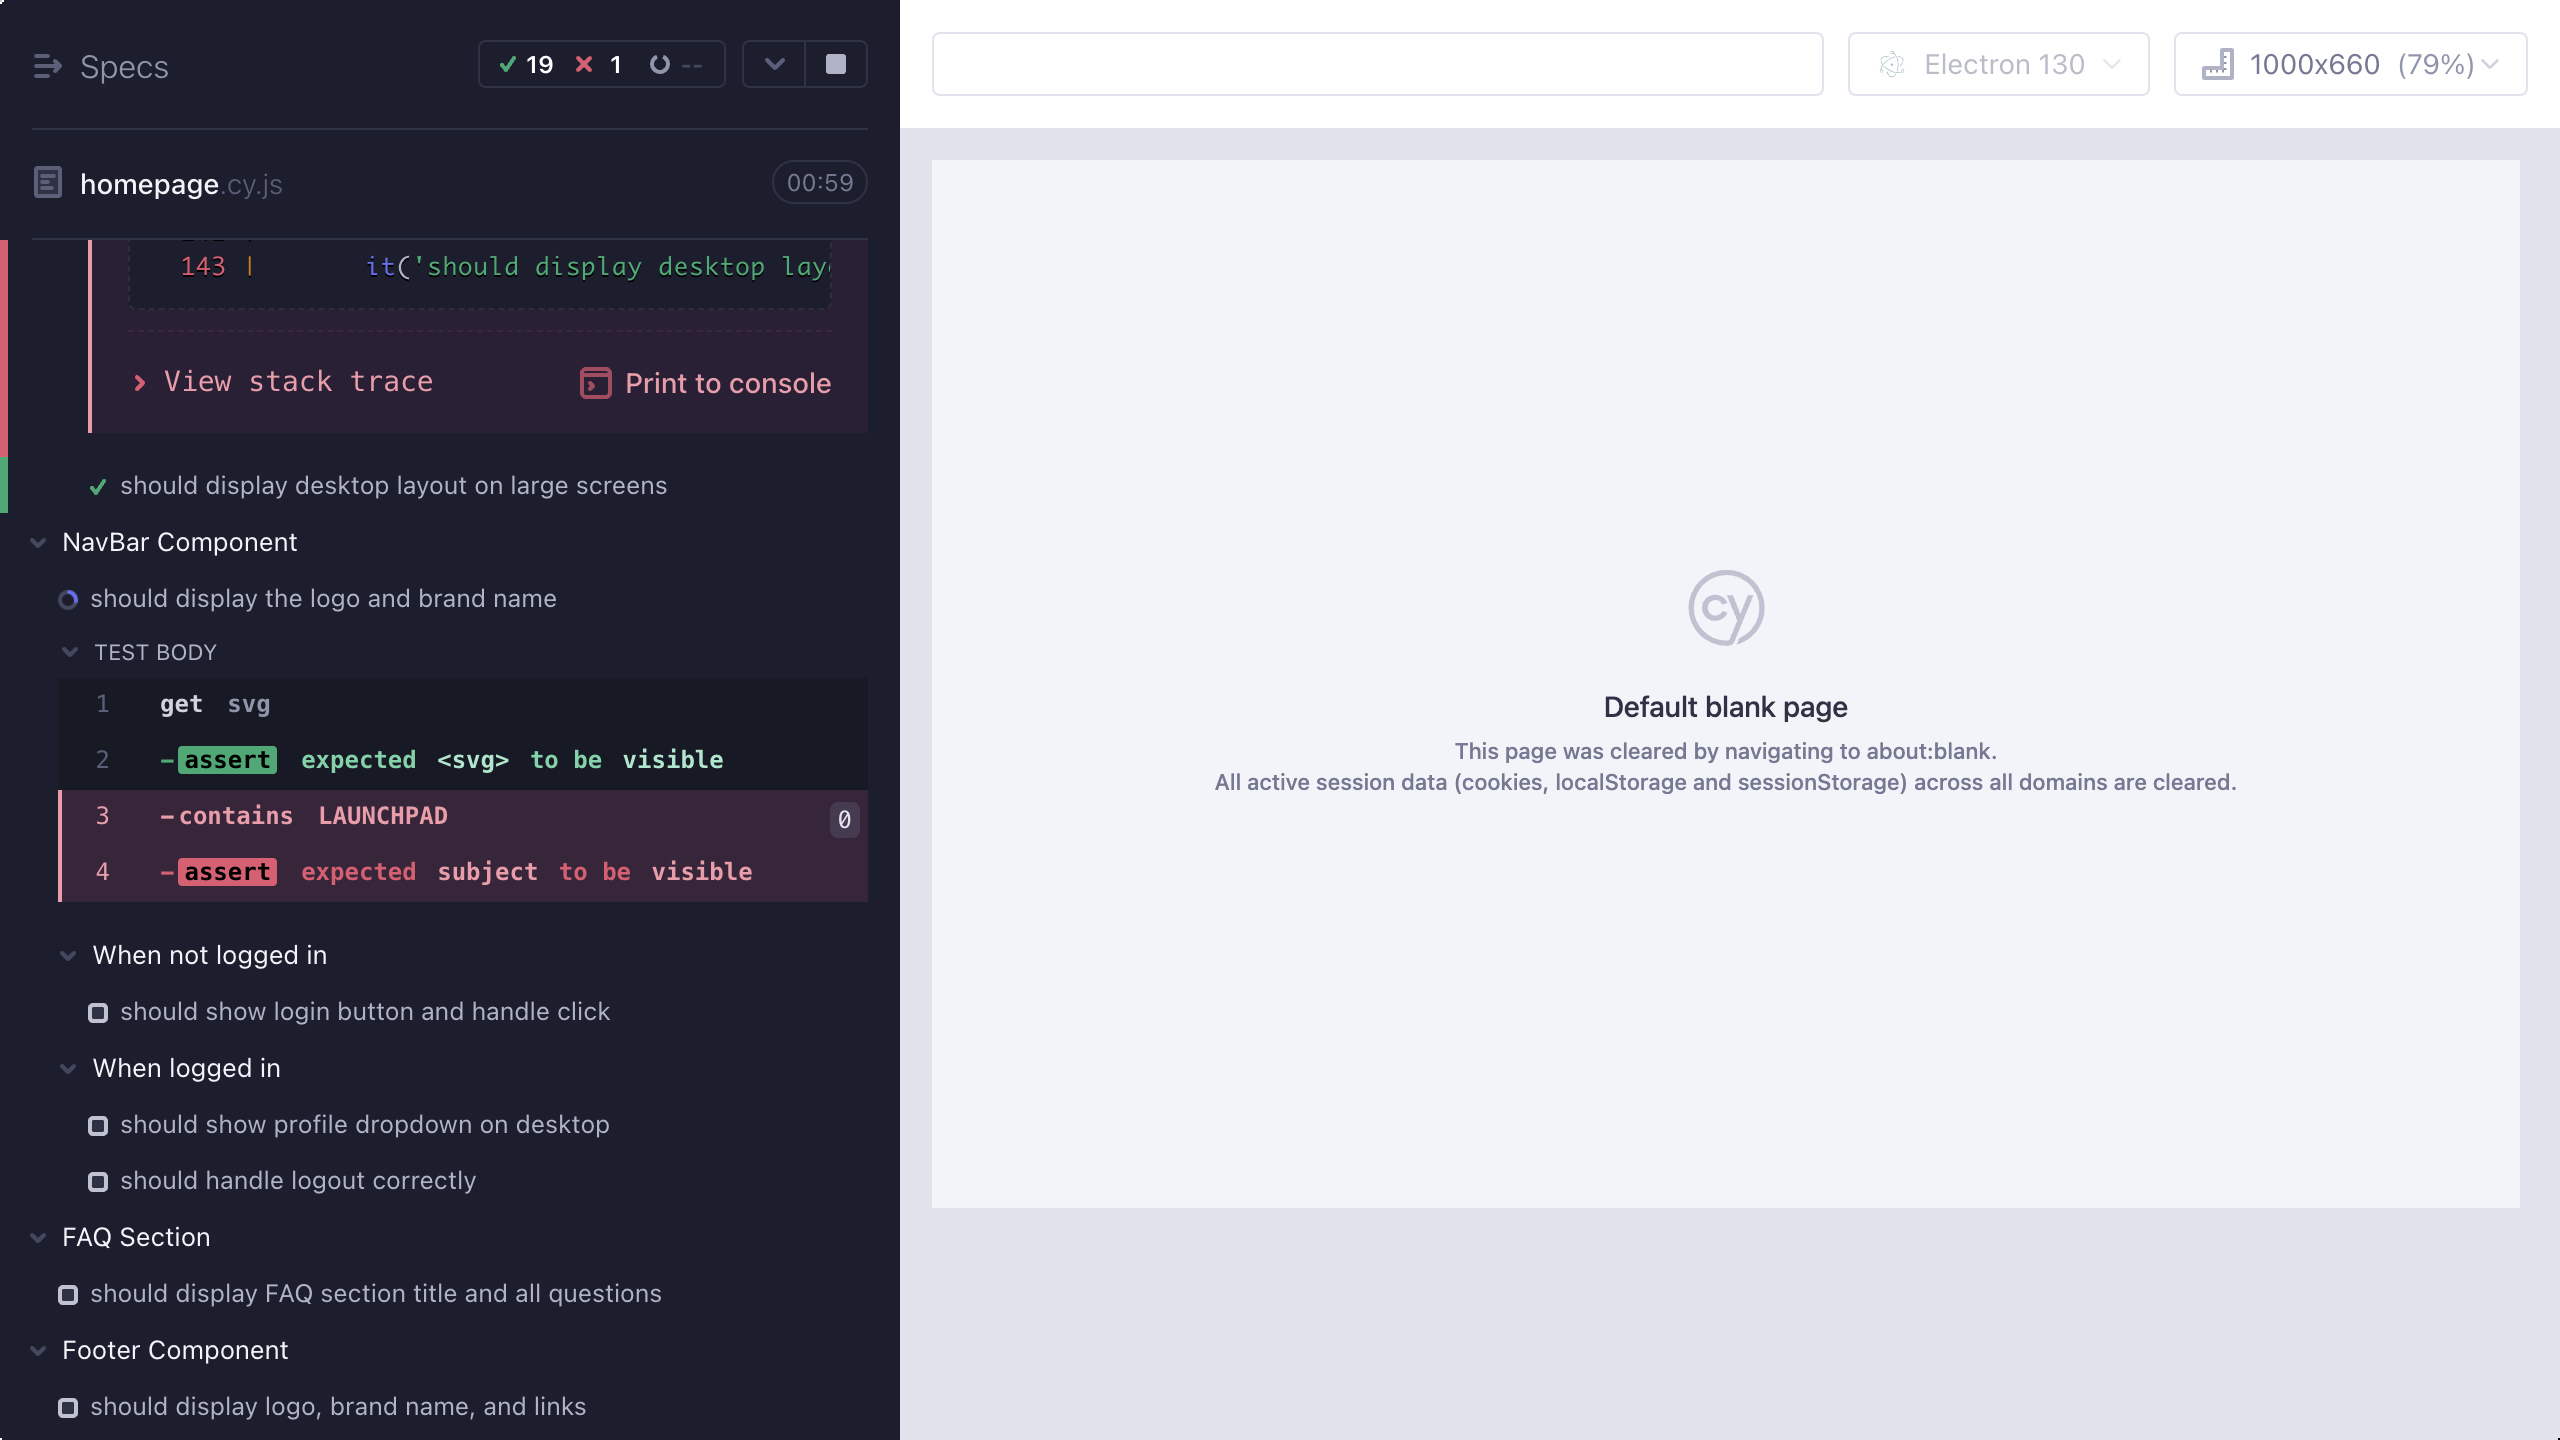 Specs
19 1 --
homepage.cy.js
00:59
143 | it('should display desktop lay
View stack trace
Print to console
should display desktop layout on large screens
NavBar Component
should display the logo and brand name
TEST BODY
1 get svg
2 -assert expected <svg> to be visible
3 -contains LAUNCHPAD 0
4 -assert expected subject to be visible
When not logged in
should show login button and handle click
When logged in
should show profile dropdown on desktop
should handle logout correctly
FAQ Section
should display FAQ section title and all questions
Footer Component
should display logo, brand name, and links
Electron 130
1000x660 (79%)
cy
Default blank page
This page was cleared by navigating to about:blank.
All active session data (cookies, localStorage and sessionStorage) across all domains are cleared.